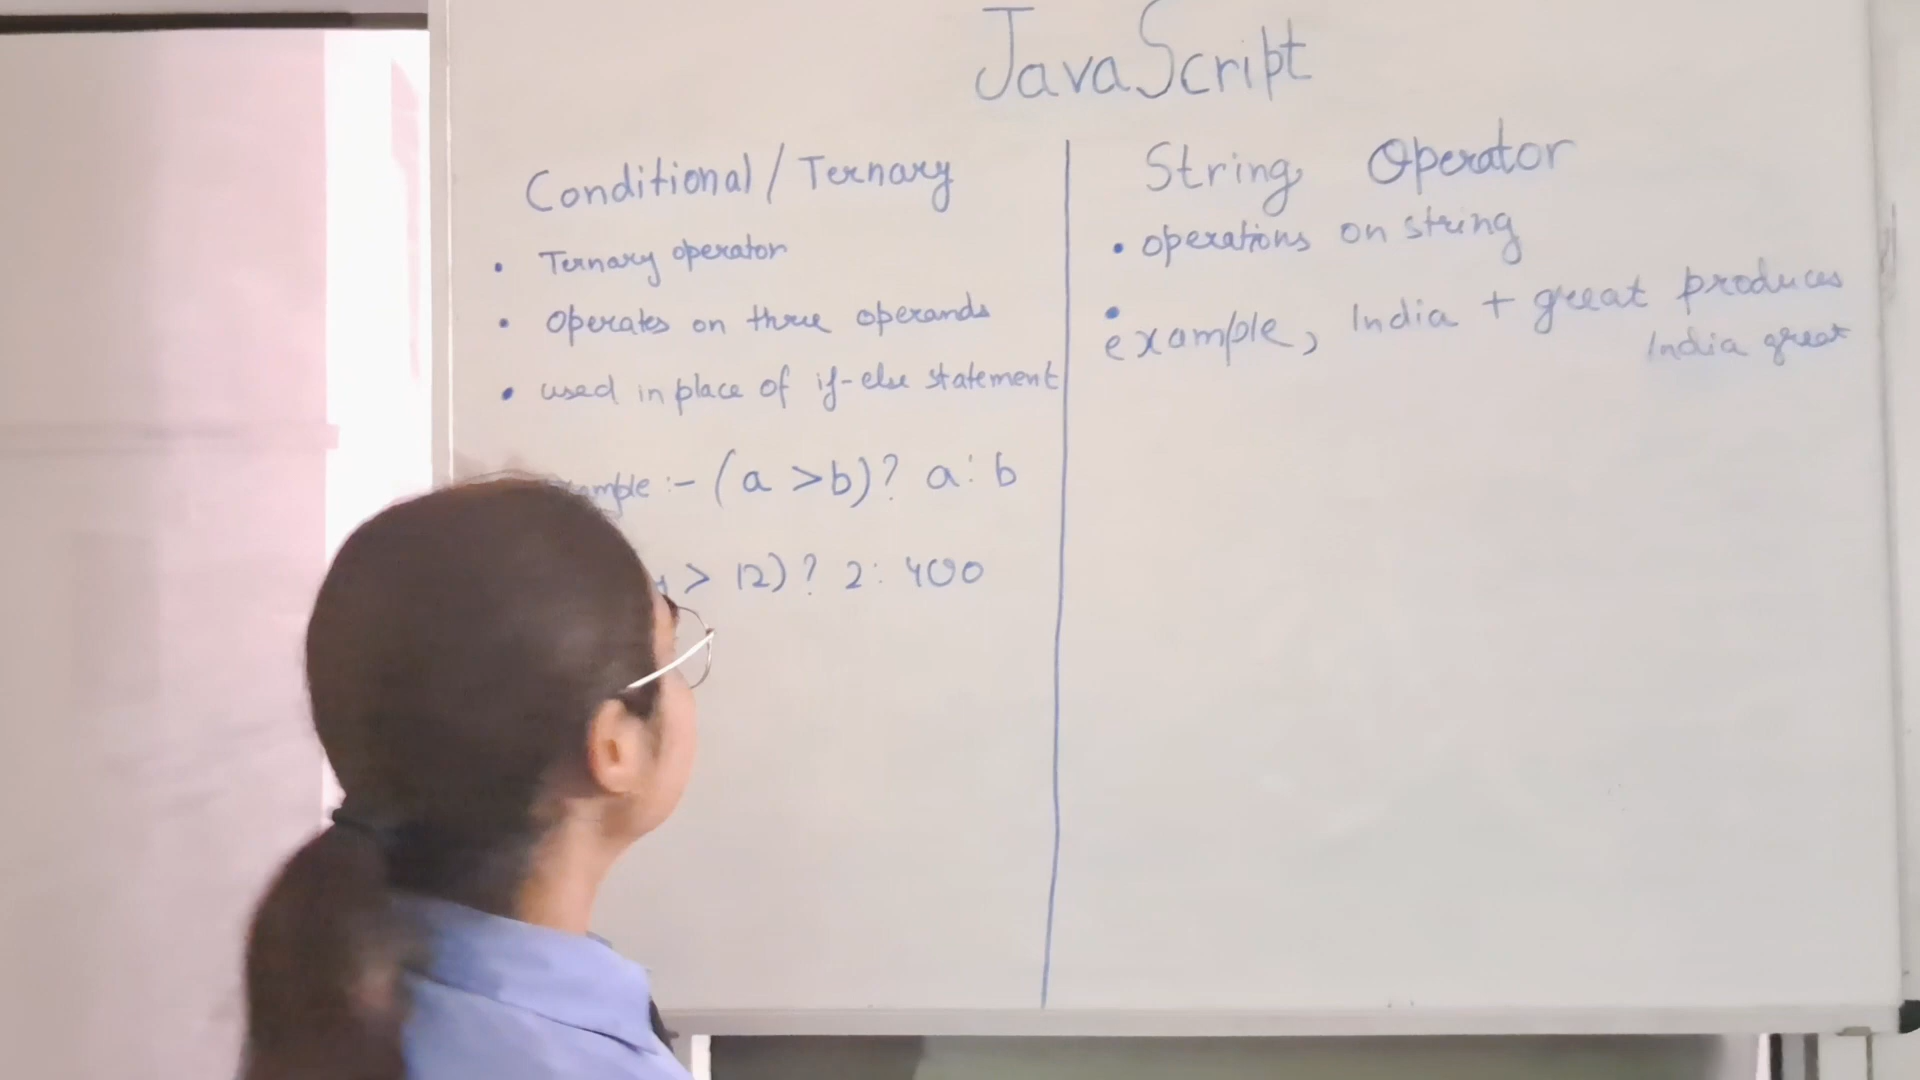 JavaScript
Conditional / Ternary
• Ternary operator
• Operates on three operands
• used in place of if-else statement
:- (a > b)? a : b
> 12) ? 2 : 400
String Operator
• operations on string
• example, India + great produces
India great